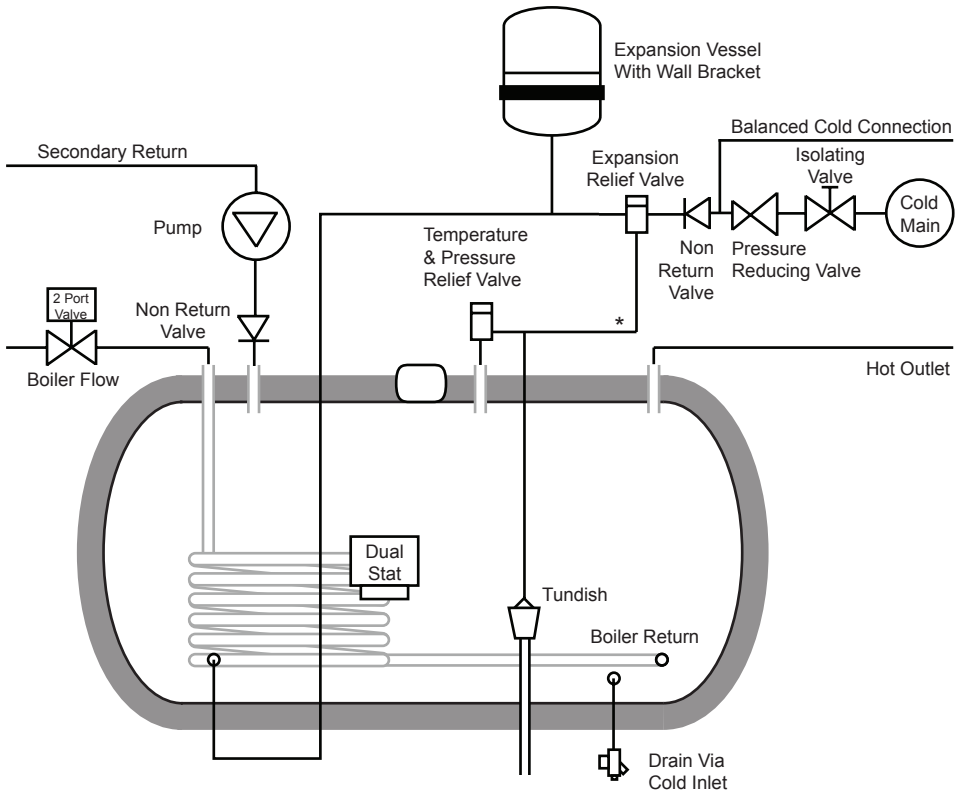 Expansion Vessel
With Wall Bracket
Balanced Cold Connection
Secondary Return
Expansion
Relief Valve
Isolating
Valve
Cold
Main
Pump
Temperature
& Pressure
Relief Valve
Non
Return
Valve
Pressure
Reducing Valve
2 Port
Valve
Non Return
Valve
*
Boiler Flow
Hot Outlet
Dual
Stat
Tundish
Boiler Return
Drain Via
Cold Inlet